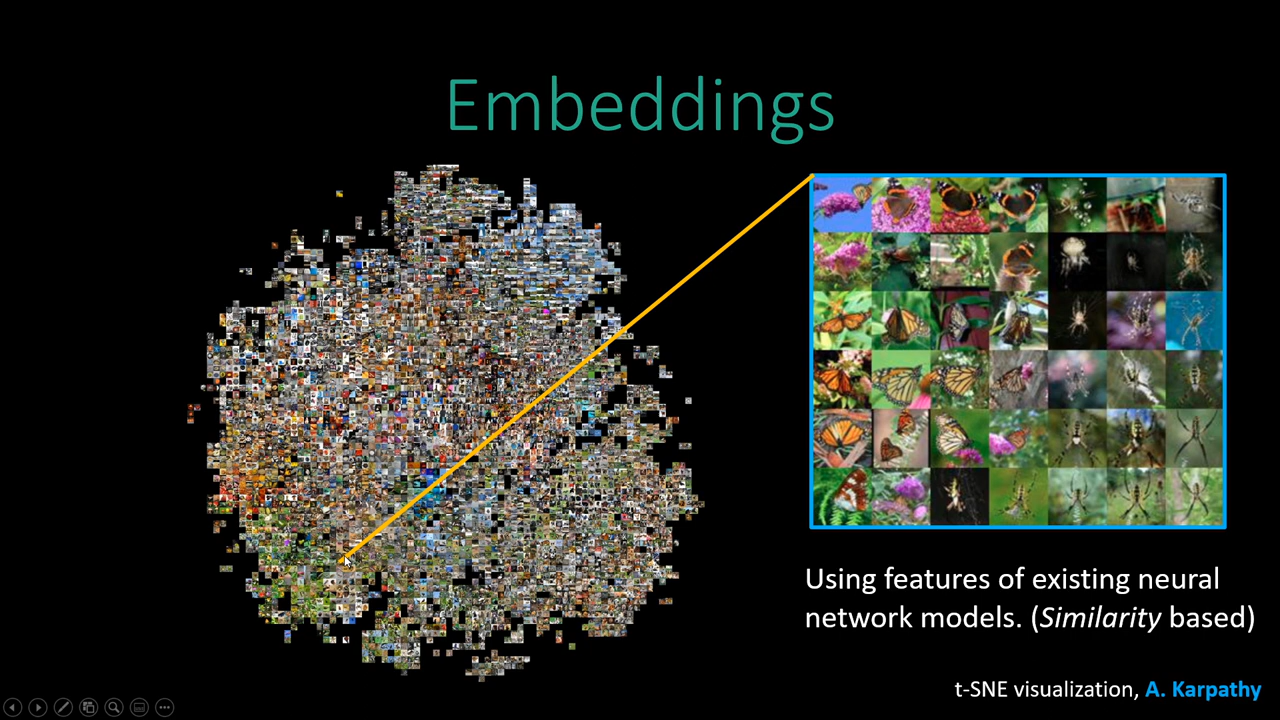 Embeddings
Using features of existing neural
network models. (Similarity based)
t-SNE visualization, A. Karpathy